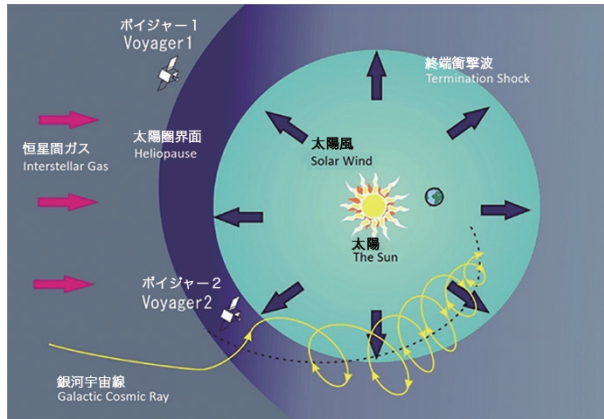 ボイジャー１
Voyager1
終端衝撃波
Termination Shock
恒星間ガス
Interstellar Gas
太陽圏界面
Heliopause
太陽風
Solar Wind
太陽
The Sun
ボイジャー２
Voyager2
銀河宇宙線
Galactic Cosmic Ray